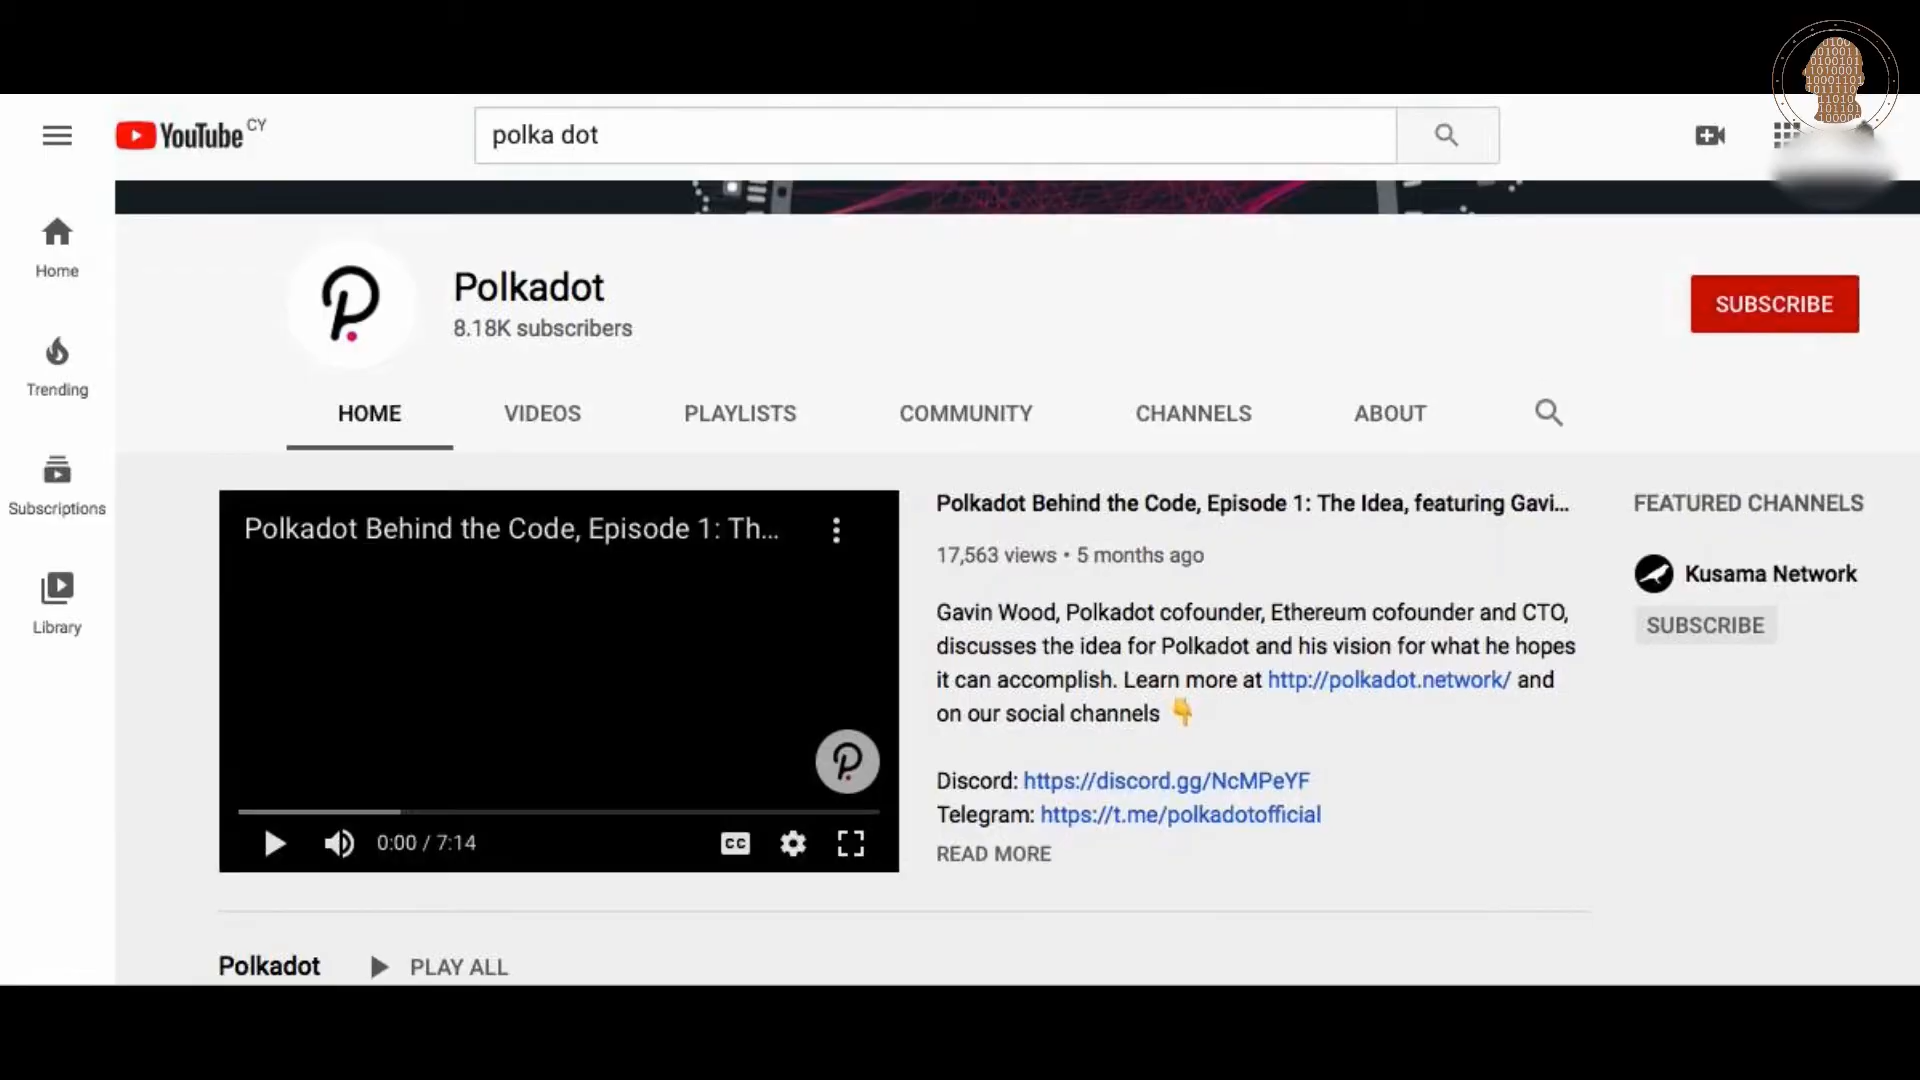 YouTube CY
polka dot
Home
Trending
Subscriptions
Library
Polkadot
8.18K subscribers
SUBSCRIBE
HOME VIDEOS PLAYLISTS COMMUNITY CHANNELS ABOUT
Polkadot Behind the Code, Episode 1: Th...
0:00 / 7:14
CC
Polkadot Behind the Code, Episode 1: The Idea, featuring Gavi...
17,563 views • 5 months ago
Gavin Wood, Polkadot cofounder, Ethereum cofounder and CTO,
discusses the idea for Polkadot and his vision for what he hopes
it can accomplish. Learn more at http://polkadot.network/ and
on our social channels 👇
Discord: https://discord.gg/NcMPeYF
Telegram: https://t.me/polkadotofficial
READ MORE
FEATURED CHANNELS
Kusama Network
SUBSCRIBE
Polkadot PLAY ALL